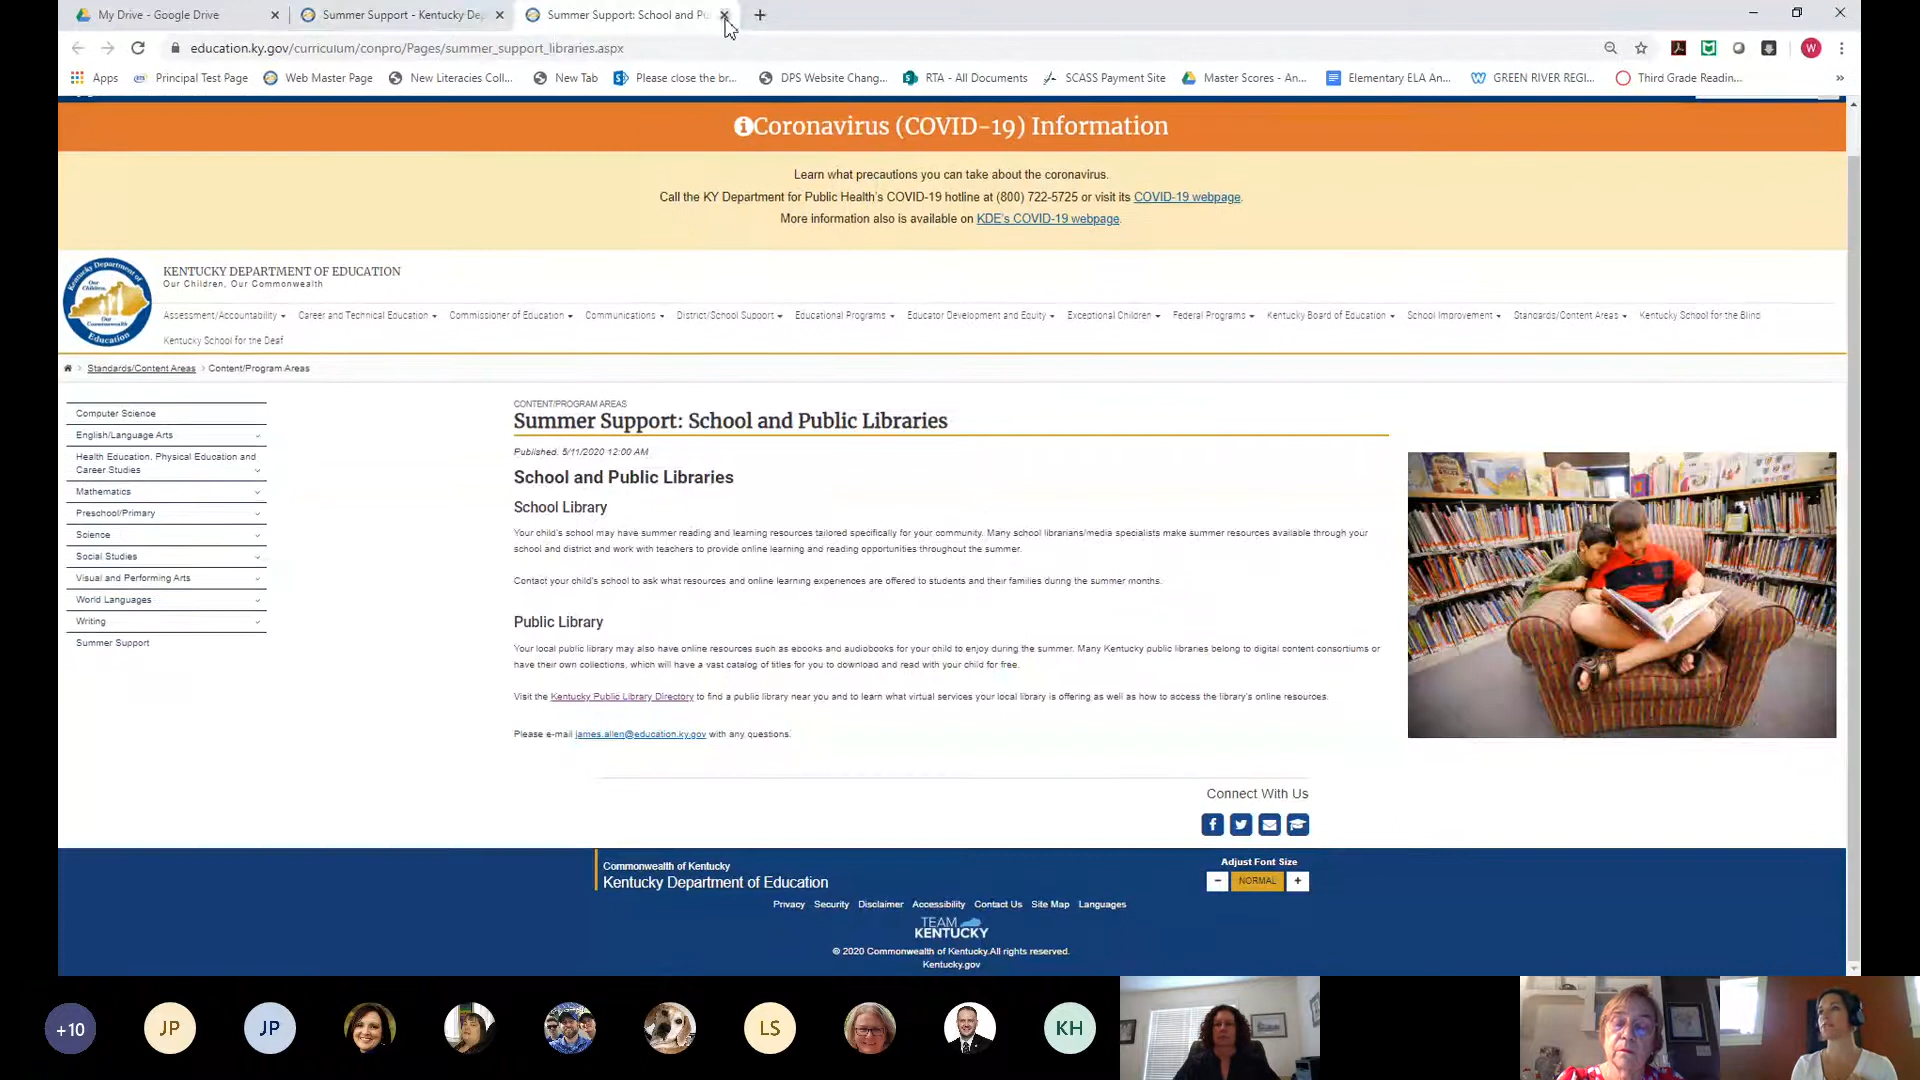 My Drive - Google Drive
Summer Support - Kentucky De
Summer Support: School and Pu
education.ky.gov/curriculum/conpro/Pages/summer_support_libraries.aspx
W
Apps
Principal Test Page
Web Master Page
New Literacies Coll...
New Tab
Please close the br...
DPS Website Chang...
RTA - All Documents
SCASS Payment Site
Master Scores - An...
Elementary ELA An...
GREEN RIVER REGI...
Third Grade Readin...
»
Coronavirus (COVID-19) Information
Learn what precautions you can take about the coronavirus.
Call the KY Department for Public Health's COVID-19 hotline at (800) 722-5725 or visit its COVID-19 webpage.
More information also is available on KDE's COVID-19 webpage.
Kentucky Department of Education
Our Children,
Our Commonwealth
KENTUCKY DEPARTMENT OF EDUCATION
Our Children, Our Commonwealth
Assessment/Accountability
Career and Technical Education
Commissioner of Education
Communications
District/School Support
Educational Programs
Educator Development and Equity
Exceptional Children
Federal Programs
Kentucky Board of Education
School Improvement
Standards/Content Areas
Kentucky School for the Blind
Kentucky School for the Deaf
Standards/Content Areas > Content/Program Areas
Computer Science
English/Language Arts
Health Education, Physical Education and
Career Studies
Mathematics
Preschool/Primary
Science
Social Studies
Visual and Performing Arts
World Languages
Writing
Summer Support
CONTENT/PROGRAM AREAS
Summer Support: School and Public Libraries
Published: 5/11/2020 12:00 AM
School and Public Libraries
School Library
Your child's school may have summer reading and learning resources tailored specifically for your community. Many school librarians/media specialists make summer resources available through your
school and district and work with teachers to provide online learning and reading opportunities throughout the summer.
Contact your child's school to ask what resources and online learning experiences are offered to students and their families during the summer months.
Public Library
Your local public library may also have online resources such as ebooks and audiobooks for your child to enjoy during the summer. Many Kentucky public libraries belong to digital content consortiums or
have their own collections, which will have a vast catalog of titles for you to download and read with your child for free.
Visit the Kentucky Public Library Directory to find a public library near you and to learn what virtual services your local library is offering as well as how to access the library's online resources.
Please e-mail james.allen@education.ky.gov with any questions.
Connect With Us
Commonwealth of Kentucky
Kentucky Department of Education
Adjust Font Size
- NORMAL +
Privacy Security Disclaimer Accessibility Contact Us Site Map Languages
TEAM
KENTUCKY
© 2020 Commonwealth of Kentucky.All rights reserved.
Kentucky.gov
+10
JP
JP
LS
KH